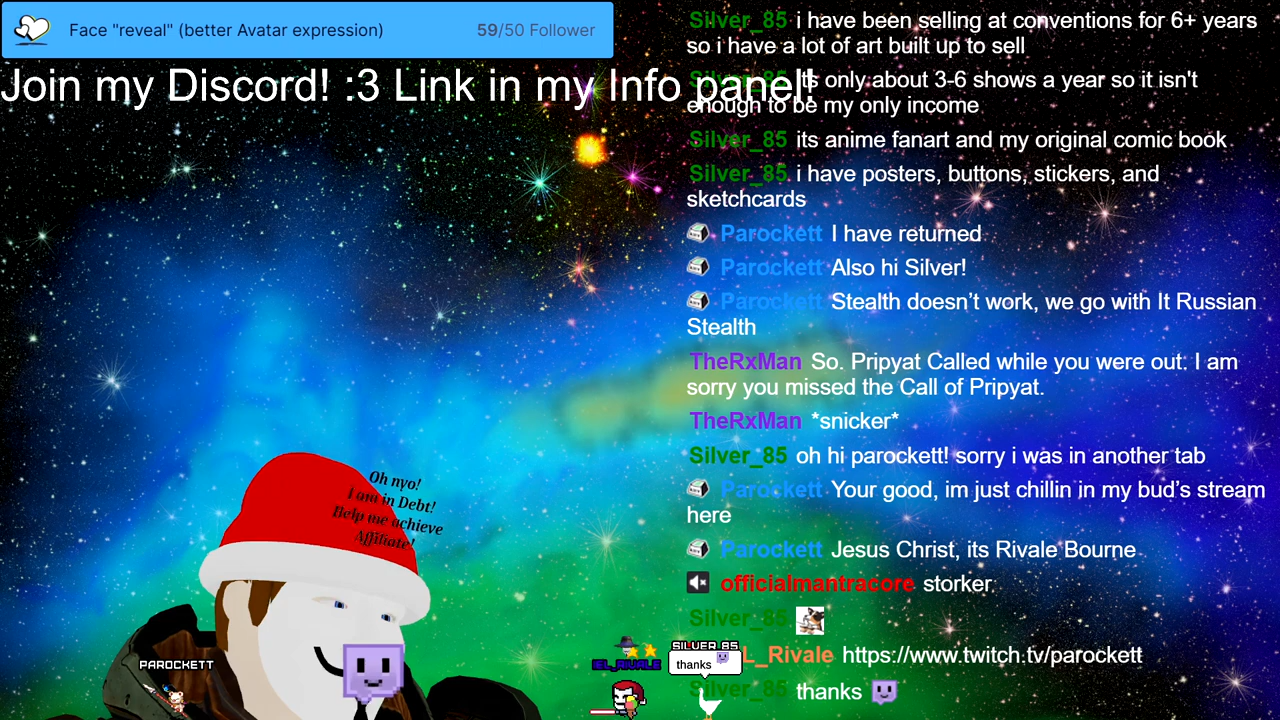 Face "reveal" (better Avatar expression)
59/50 Follower
Join my Discord! :3 Link in my Info panel!
Silver_85 i have been selling at conventions for 6+ years
so i have a lot of art built up to sell
Silver_85 its only about 3-6 shows a year so it isn't
enough to be my only income
Silver_85 its anime fanart and my original comic book
Silver_85 i have posters, buttons, stickers, and
sketchcards
Parockett I have returned
Parockett Also hi Silver!
Parockett Stealth doesn’t work, we go with It Russian
Stealth
TheRxMan So. Pripyat Called while you were out. I am
sorry you missed the Call of Pripyat.
TheRxMan *snicker*
Silver_85 oh hi parockett! sorry i was in another tab
Parockett Your good, im just chillin in my bud’s stream
here
Parockett Jesus Christ, its Rivale Bourne
officialmantracore storker
Silver_85
L_Rivale https://www.twitch.tv/parockett
Silver_85 thanks
Oh nyo!
I am in Debt!
Help me achieve
Affiliate!
PAROCKETT
EL_RIVALE
SILVER_85
thanks